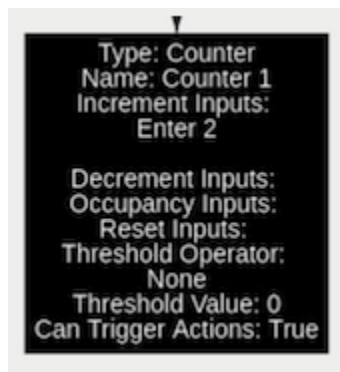 Type: Counter
Name: Counter 1
Increment Inputs:
Enter 2
Decrement Inputs:
Occupancy Inputs:
Reset Inputs:
Threshold Operator:
None
Threshold Value: 0
Can Trigger Actions: True